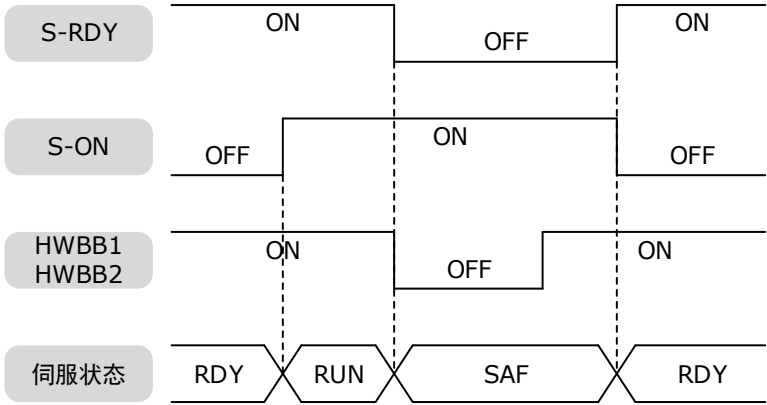 S-RDY
ON
OFF
ON
S-ON
OFF
ON
OFF
HWBB1
HWBB2
ON
OFF
ON
伺服状态
RDY
RUN
SAF
RDY